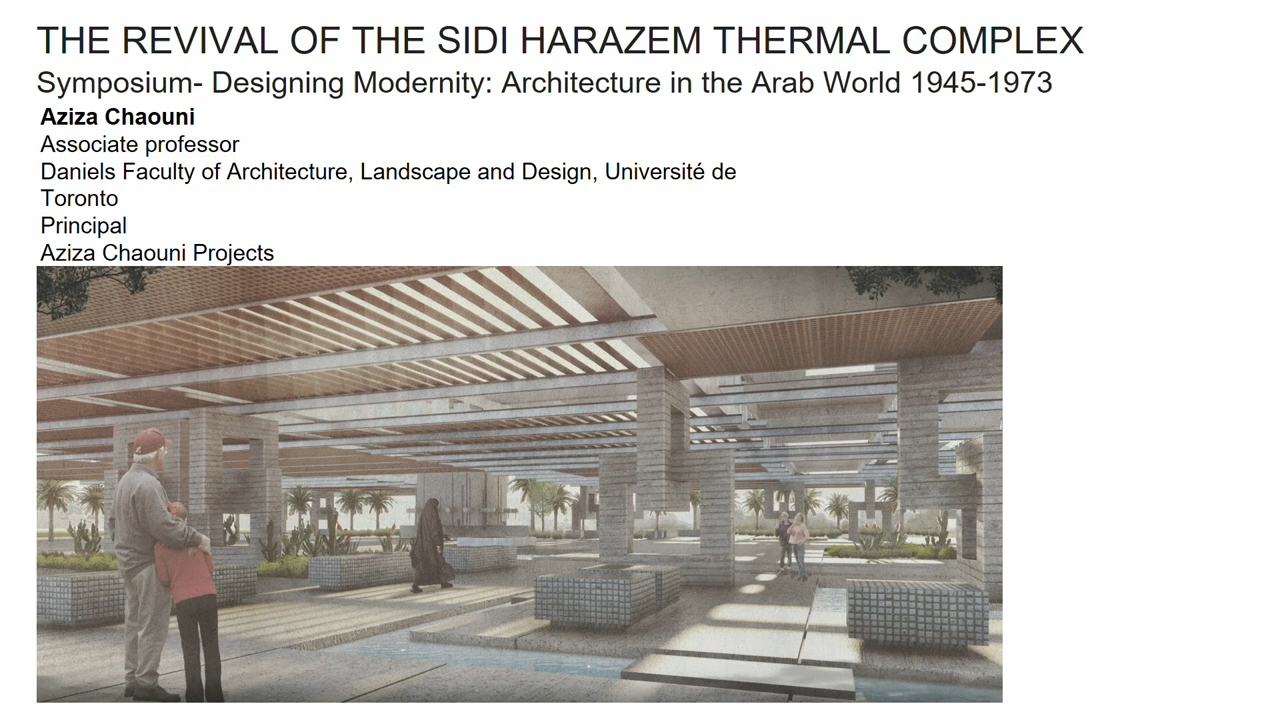 THE REVIVAL OF THE SIDI HARAZEM THERMAL COMPLEX
Symposium- Designing Modernity: Architecture in the Arab World 1945-1973
Aziza Chaouni
Associate professor
Daniels Faculty of Architecture, Landscape and Design, Université de
Toronto
Principal
Aziza Chaouni Projects